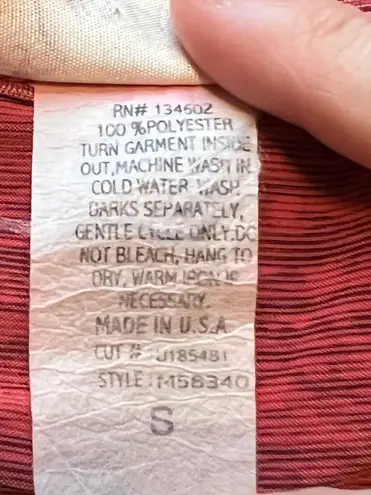 RN# 134602
100 %POLYESTER
TURN GARMENT INSIDE
OUT,MACHINE WASH IN
COLD WATER WASH
DARKS SEPARATELY,
GENTLE CYCLE ONLY.DO
NOT BLEACH, HANG TO
DRY, WARM IRON IF
NECESSARY.
MADE IN U.S.A
CUT # U185481
STYLE: M58340
S